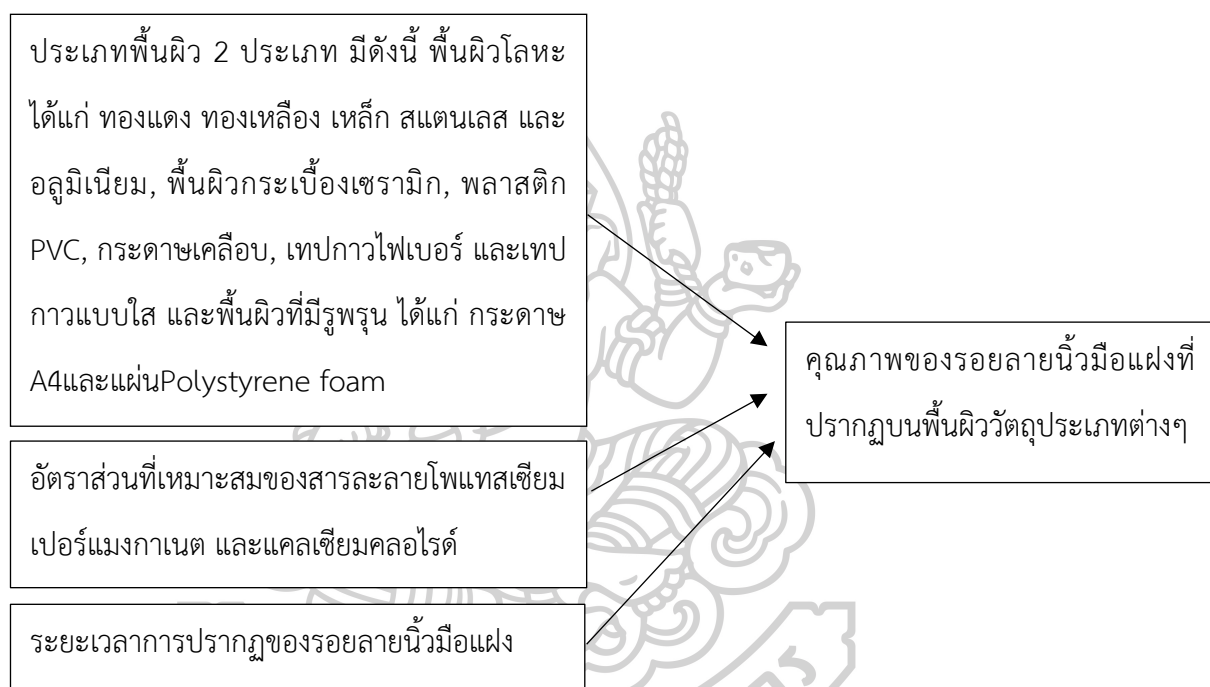 ประเภทพื้นผิว 2 ประเภท มีดังนี้ พื้นผิวโลหะ
ได้แก่ ทองแดง ทองเหลือง เหล็ก สแตนเลส และ
อลูมิเนียม, พื้นผิวกระเบื้องเซรามิก, พลาสติก
PVC, กระดาษเคลือบ, เทปกาวไฟเบอร์ และเทป
กาวแบบใส และพื้นผิวที่มีรูพรุน ได้แก่ กระดาษ
A4และแผ่นPolystyrene foam
อัตราส่วนที่เหมาะสมของสารละลายโพแทสเซียม
เปอร์แมงกาเนต และแคลเซียมคลอไรด์
ระยะเวลาการปรากฏของรอยลายนิ้วมือแฝง
คุณภาพของรอยลายนิ้วมือแฝงที่
ปรากฏบนพื้นผิววัตถุประเภทต่างๆ